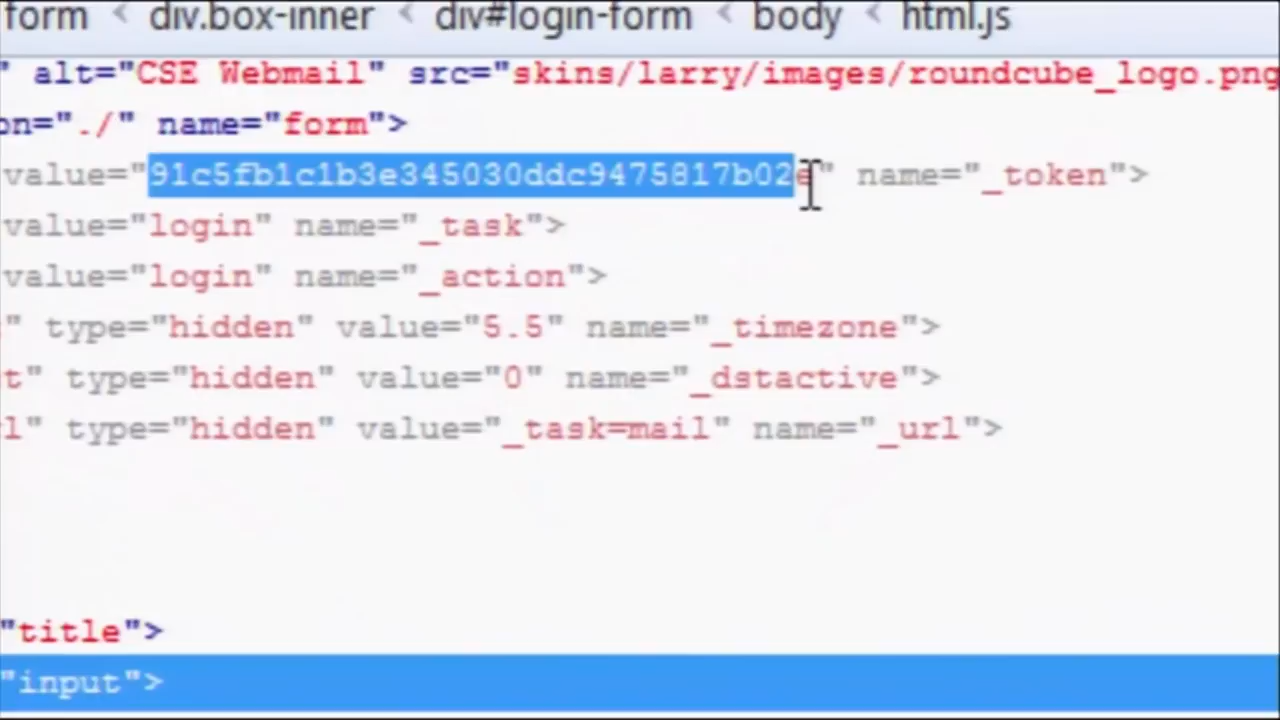 form < div.box-inner < div#login-form < body < html.js
" alt="CSE Webmail" src="skins/larry/images/roundcube_logo.png
on="./" name="form">
value="91c5fb1c1b3e345030ddc9475817b02e" name="_token">
value="login" name="_task">
value="login" name="_action">
" type="hidden" value="5.5" name="_timezone">
t" type="hidden" value="0" name="_dstactive">
rl" type="hidden" value="_task=mail" name="_url">
"title">
"input">